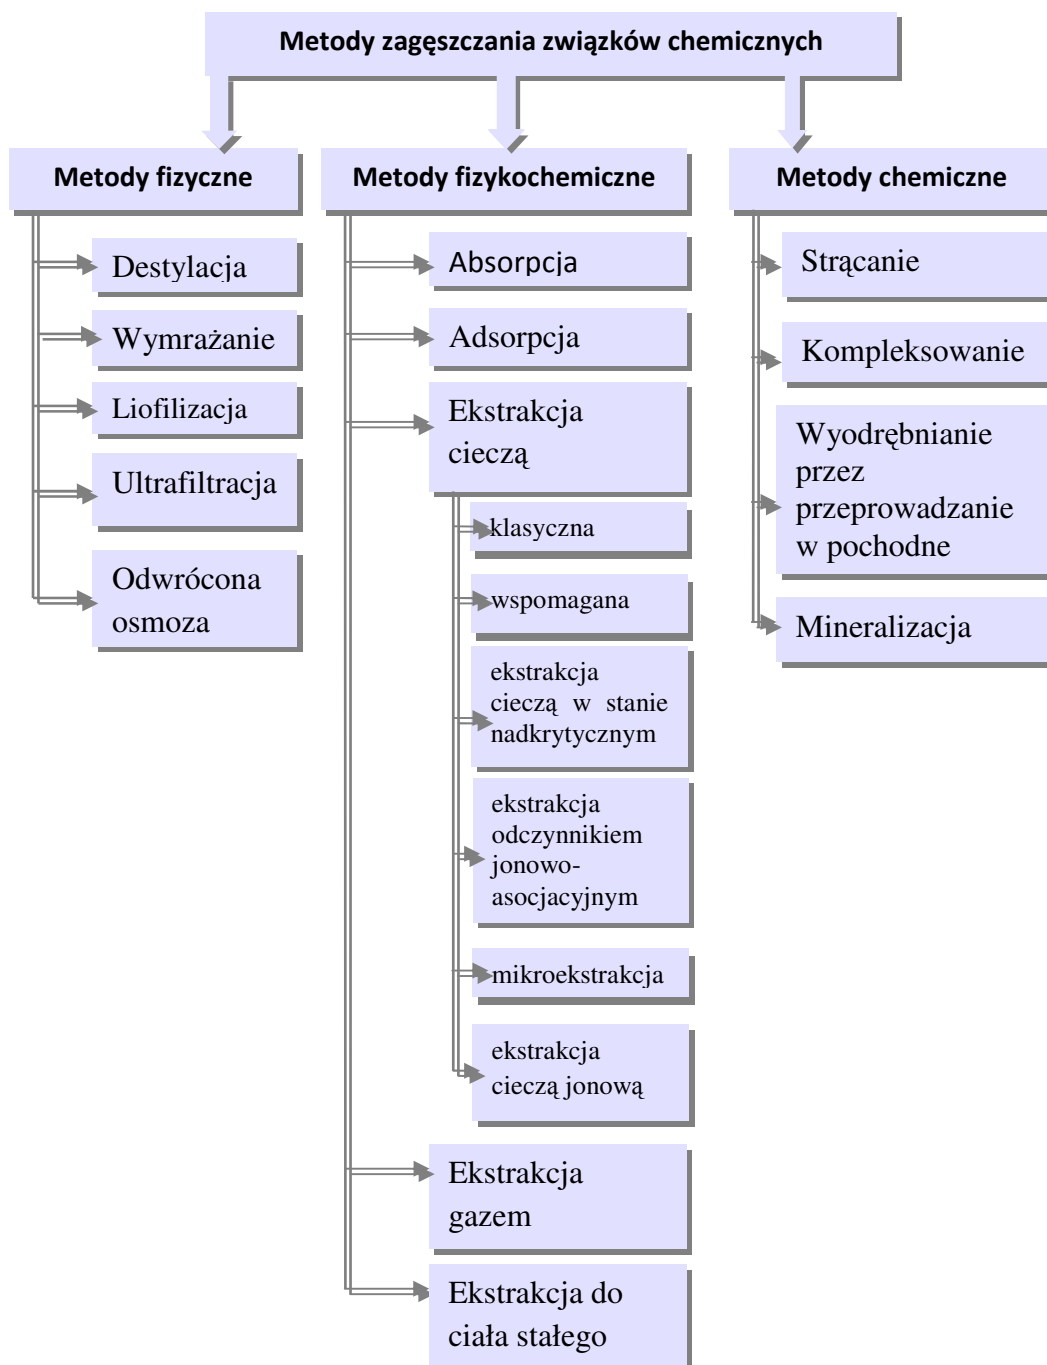 Metody zagęszczania związków chemicznych
Metody fizyczne
Destylacja
Wymrażanie
Liofilizacja
Ultrafiltracja
Odwrócona
osmoza
Metody fizykochemiczne
Absorpcja
Adsorpcja
Ekstrakcja
cieczą
klasyczna
wspomagana
ekstrakcja
cieczą w stanie
nadkrytycznym
ekstrakcja
odczynnikiem
jonowo-
asocjacyjnym
mikroekstrakcja
ekstrakcja
cieczą jonową
Ekstrakcja
gazem
Ekstrakcja do
ciała stałego
Metody chemiczne
Strącanie
Kompleksowanie
Wyodrębnianie
przez
przeprowadzanie
w pochodne
Mineralizacja